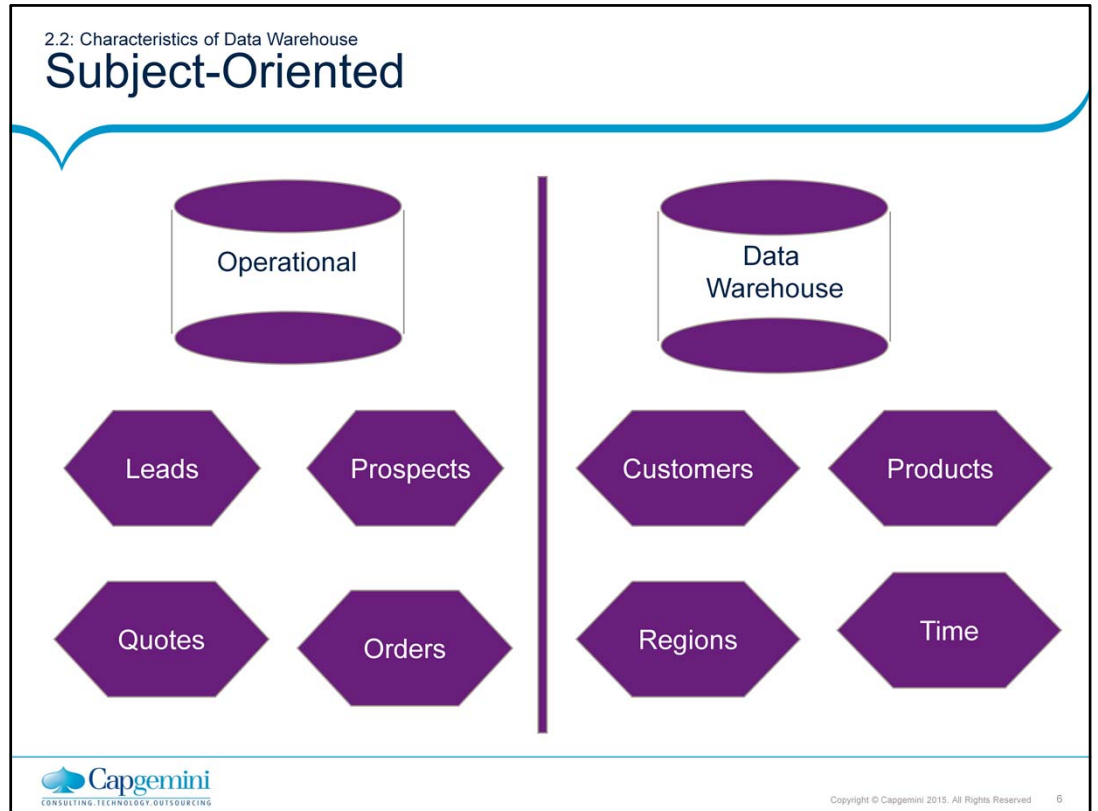 2.2: Characteristics of Data Warehouse
Subject-Oriented
Operational
Data
Warehouse
Leads
Prospects
Customers
Products
Quotes
Orders
Regions
Time
Capgemini
CONSULTING.TECHNOLOGY.OUTSOURCING
Copyright © Capgemini 2015. All Rights Reserved 6